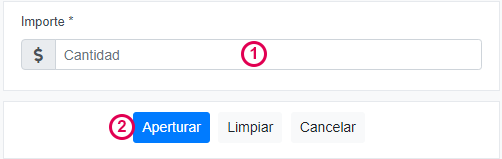 Importe *
$ Cantidad 1
2 Aperturar Limpiar Cancelar